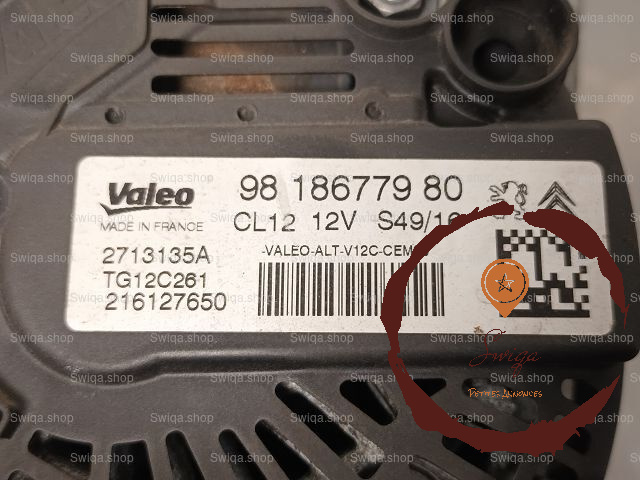 Valeo
MADE IN FRANCE
98 186779 80
CL12 12V S49/16
2713135A
TG12C261
216127650
-VALEO-ALT-V12C-CEM
Swiqa
PETITES ANNONCES
Swiqa.shop